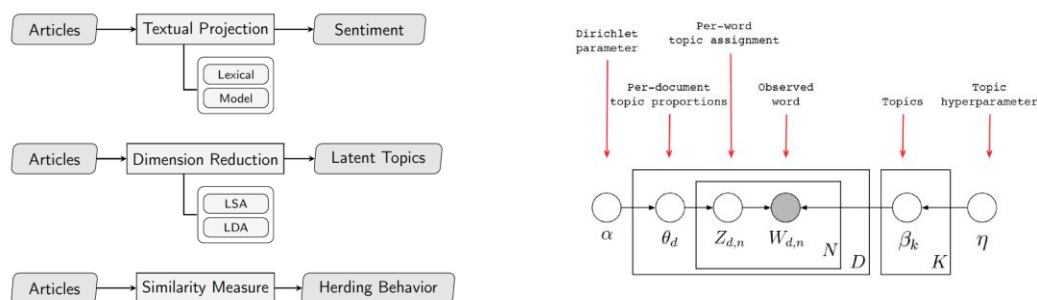 Articles
Textual Projection
Sentiment
Lexical
Model
Articles
Dimension Reduction
Latent Topics
LSA
LDA
Articles
Similarity Measure
Herding Behavior
Dirichlet
parameter
Per-word
topic assignment
Per-document
topic proportions
Observed
word
Topics
Topic
hyperparameter
α
θd
Zd,n
Wd,n
N
D
βk
K
η